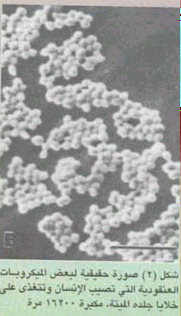 شكل (٢) صورة حقيقية لبعض الميكروبات
العنقودية التي تصيب الإنسان وتتغذى على
خلايا جلده الميتة، مكبرة ١٦٢٠٠ مرة